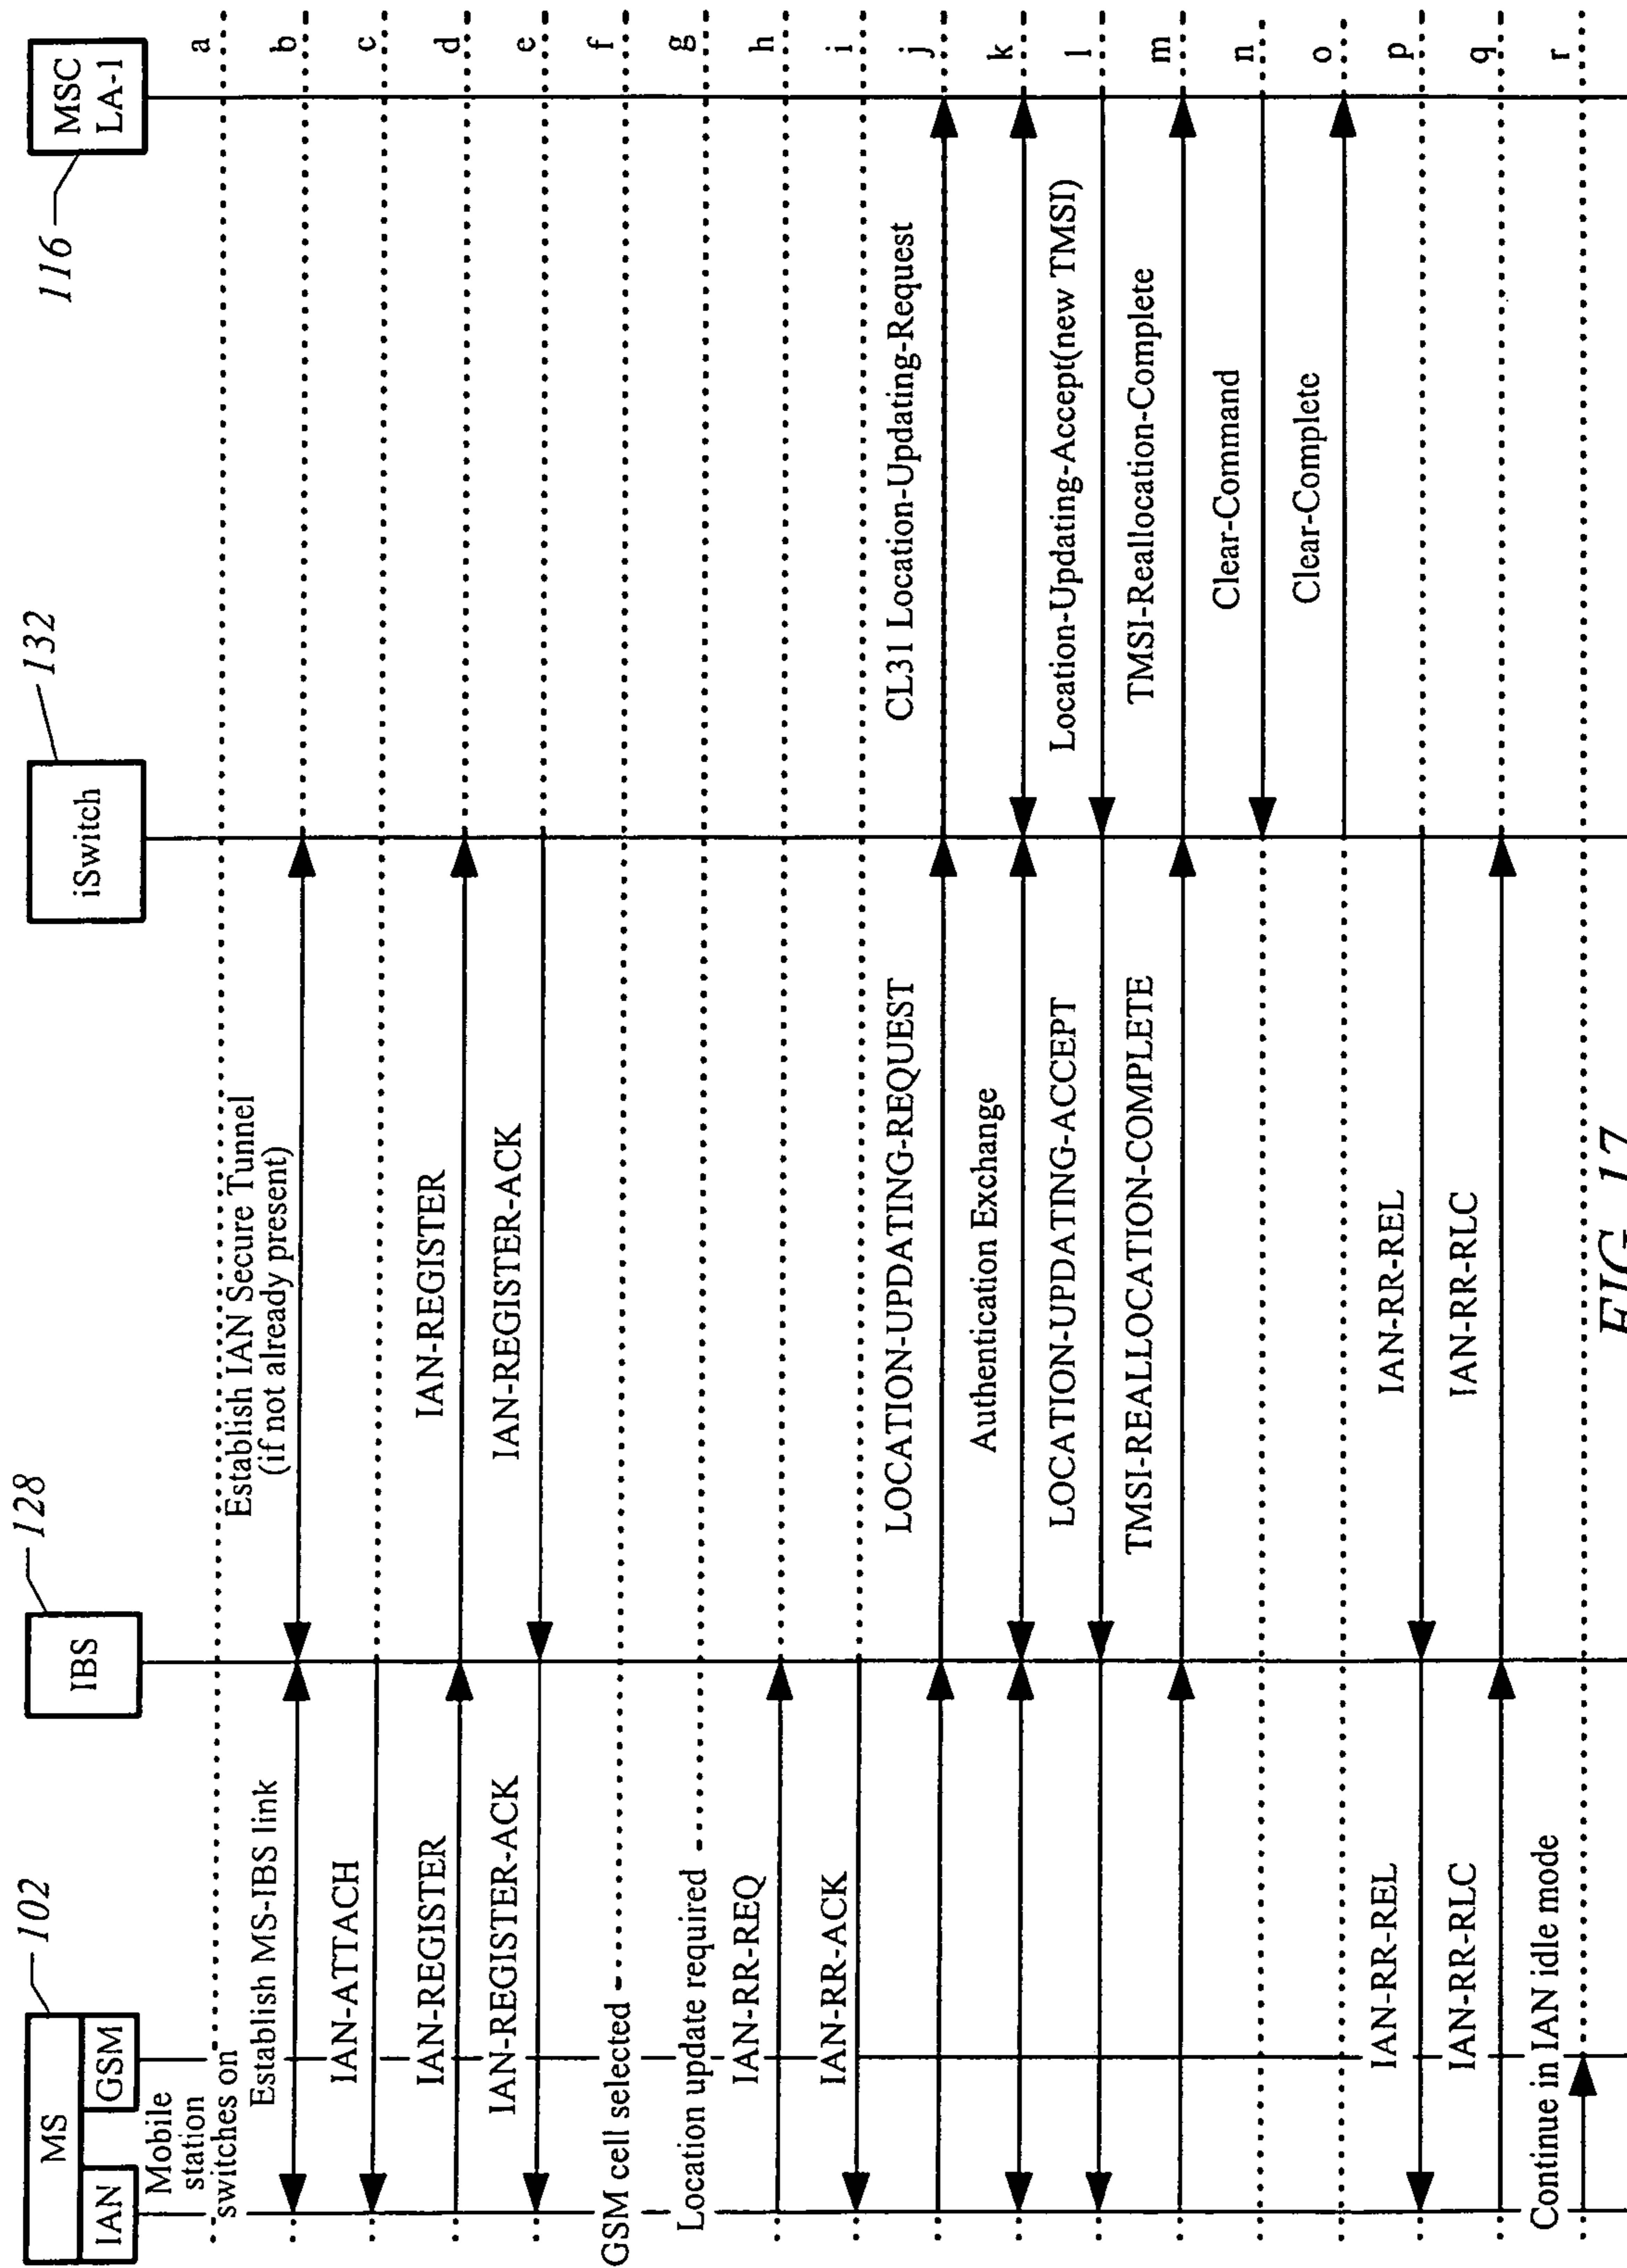 MS
IAN
GSM
102
IBS
128
iSwitch
132
MSC
LA-1
116
Mobile
station
switches on
a
Establish MS-IBS link
Establish IAN Secure Tunnel
(if not already present)
b
IAN-ATTACH
c
IAN-REGISTER
IAN-REGISTER
d
IAN-REGISTER-ACK
IAN-REGISTER-ACK
e
GSM cell selected
f
Location update required
g
IAN-RR-REQ
h
IAN-RR-ACK
i
LOCATION-UPDATING-REQUEST
CL31 Location-Updating-Request
j
Authentication Exchange
k
LOCATION-UPDATING-ACCEPT
Location-Updating-Accept(new TMSI)
l
TMSI-REALLOCATION-COMPLETE
TMSI-Reallocation-Complete
m
Clear-Command
n
Clear-Complete
o
IAN-RR-REL
IAN-RR-REL
p
IAN-RR-RLC
IAN-RR-RLC
q
Continue in IAN idle mode
r
FIG. 17